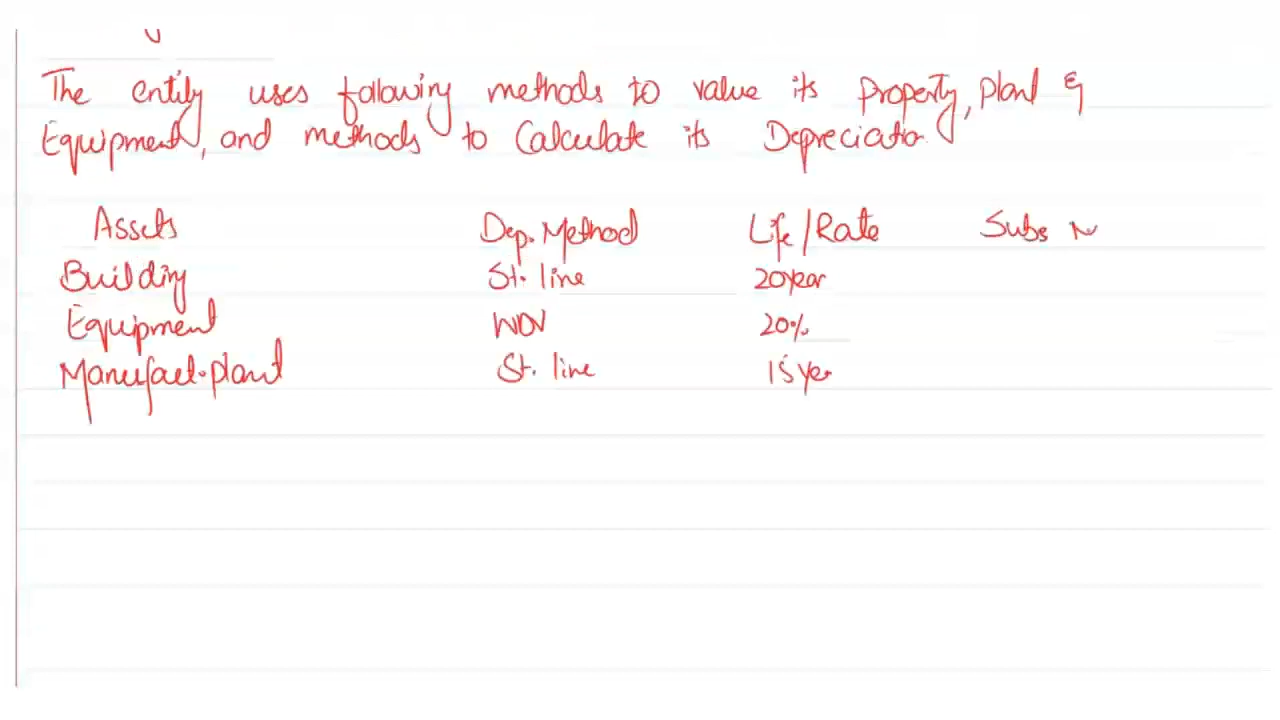 The entity uses following methods to value its Property, Plant &
Equipment, and methods to Calculate its Depreciation
Assets Dep. Method Life/Rate Subs
Building St. line 20year
Equipment WDV 20%
Manufact. plant St. line 15ye